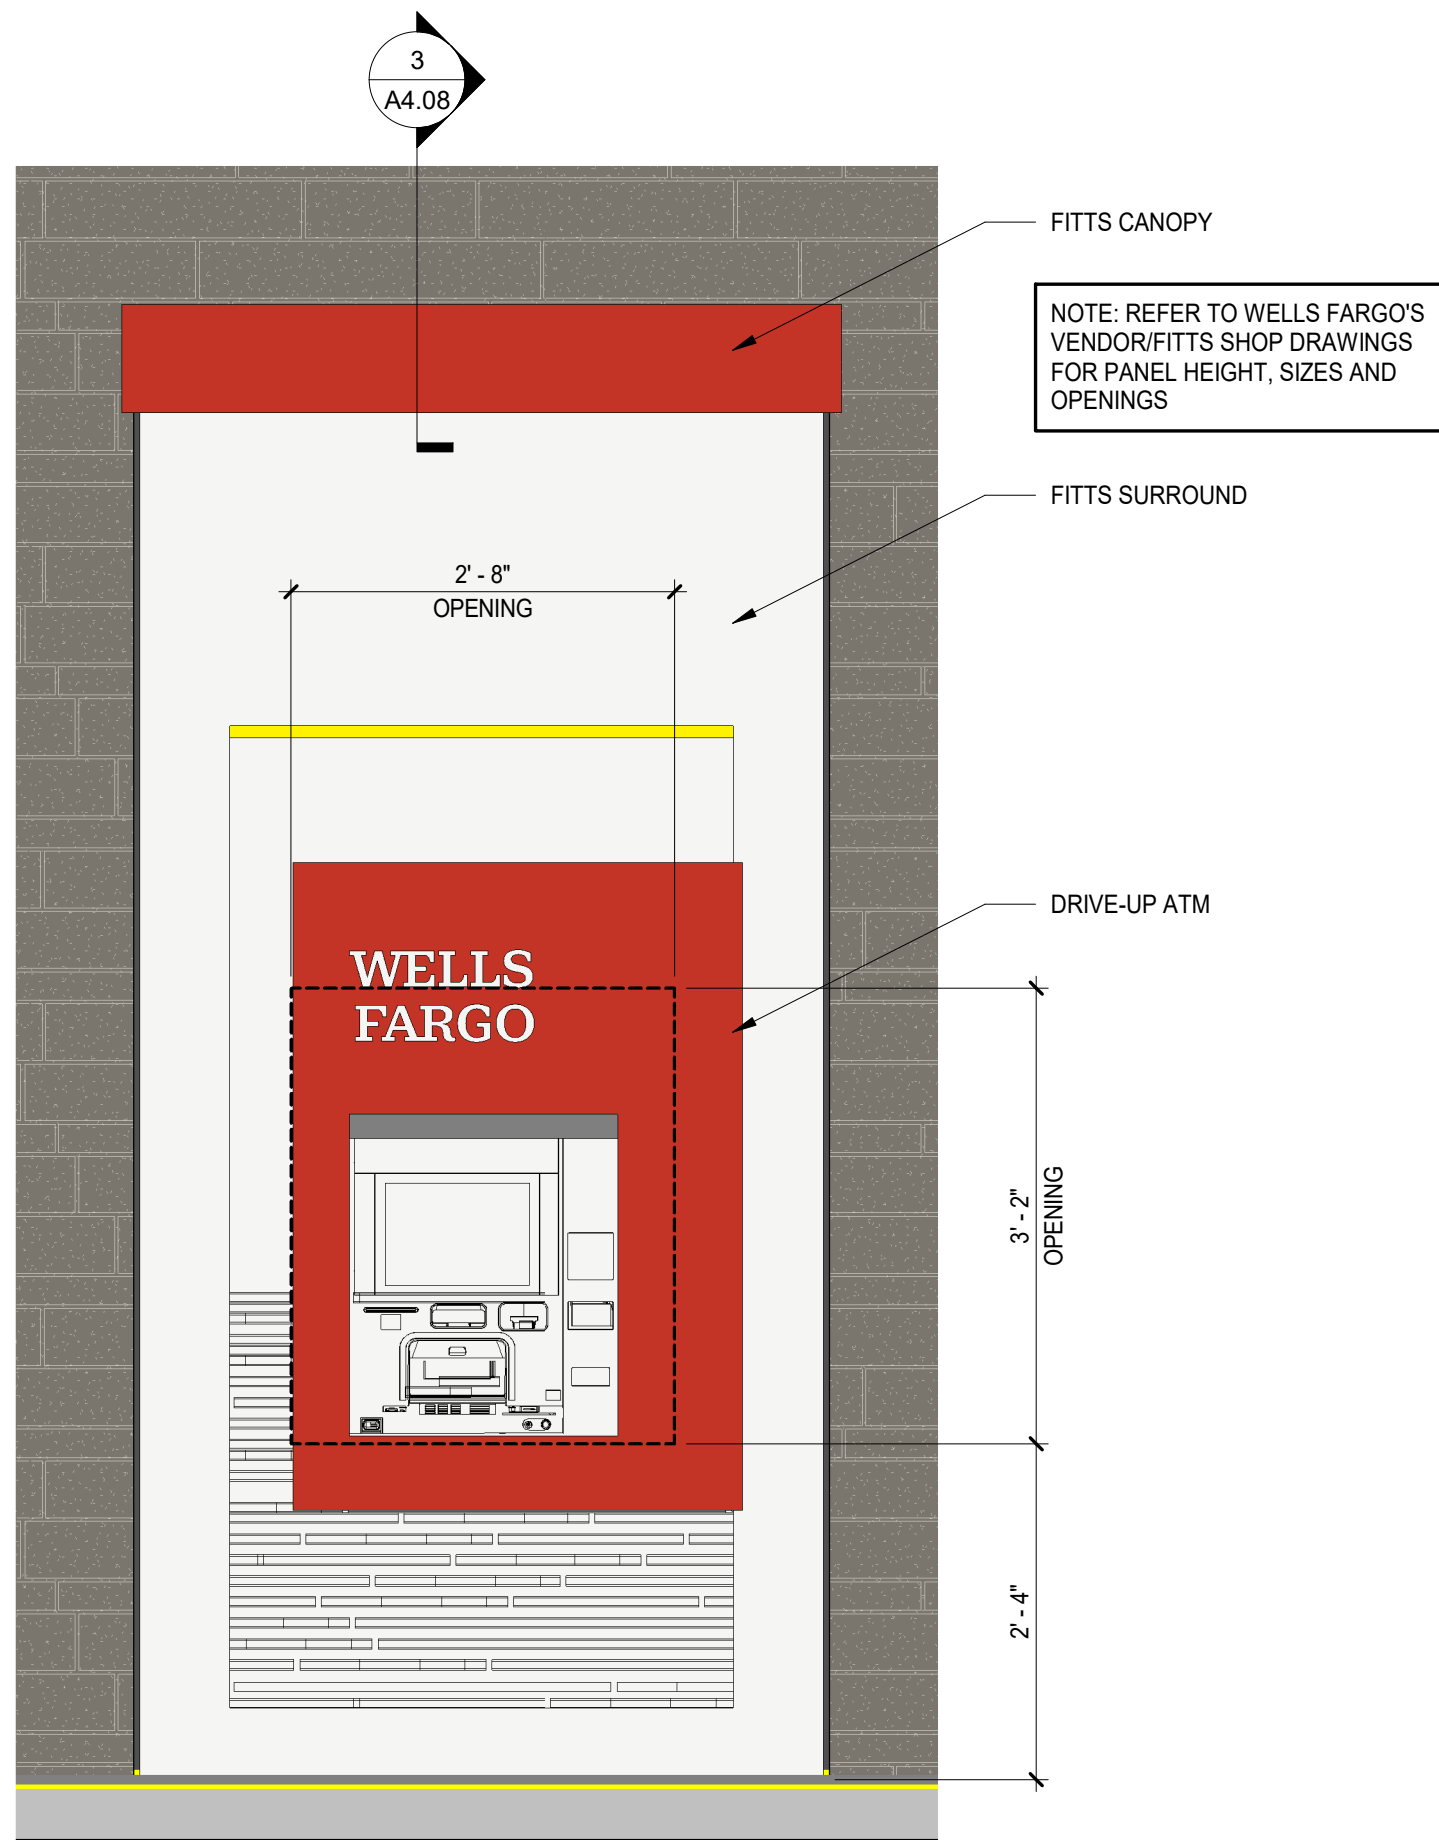 3
A4.08
FITTS CANOPY
NOTE: REFER TO WELLS FARGO'S
VENDOR/FITTS SHOP DRAWINGS
FOR PANEL HEIGHT, SIZES AND
OPENINGS
FITTS SURROUND
2' - 8"
OPENING
DRIVE-UP ATM
WELLS
FARGO
3' - 2"
OPENING
2' - 4"